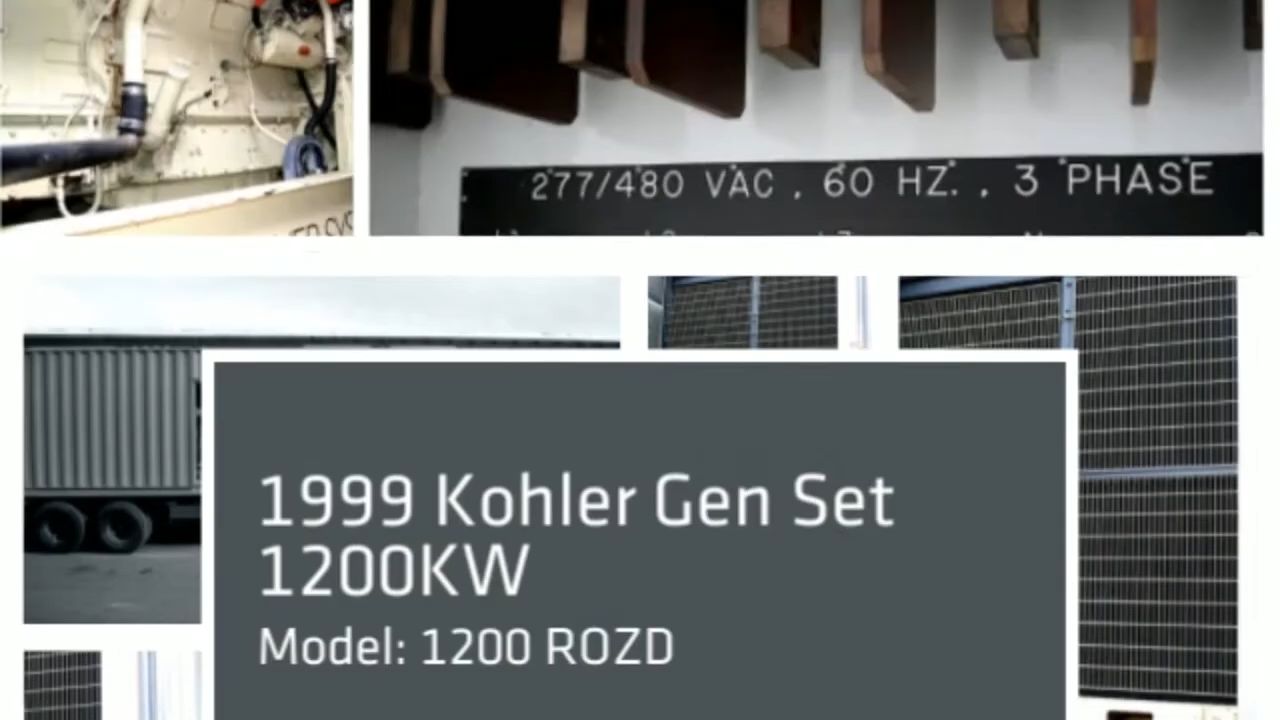 277/480 VAC , 60 HZ. , 3 PHASE
1999 Kohler Gen Set
1200KW
Model: 1200 ROZD